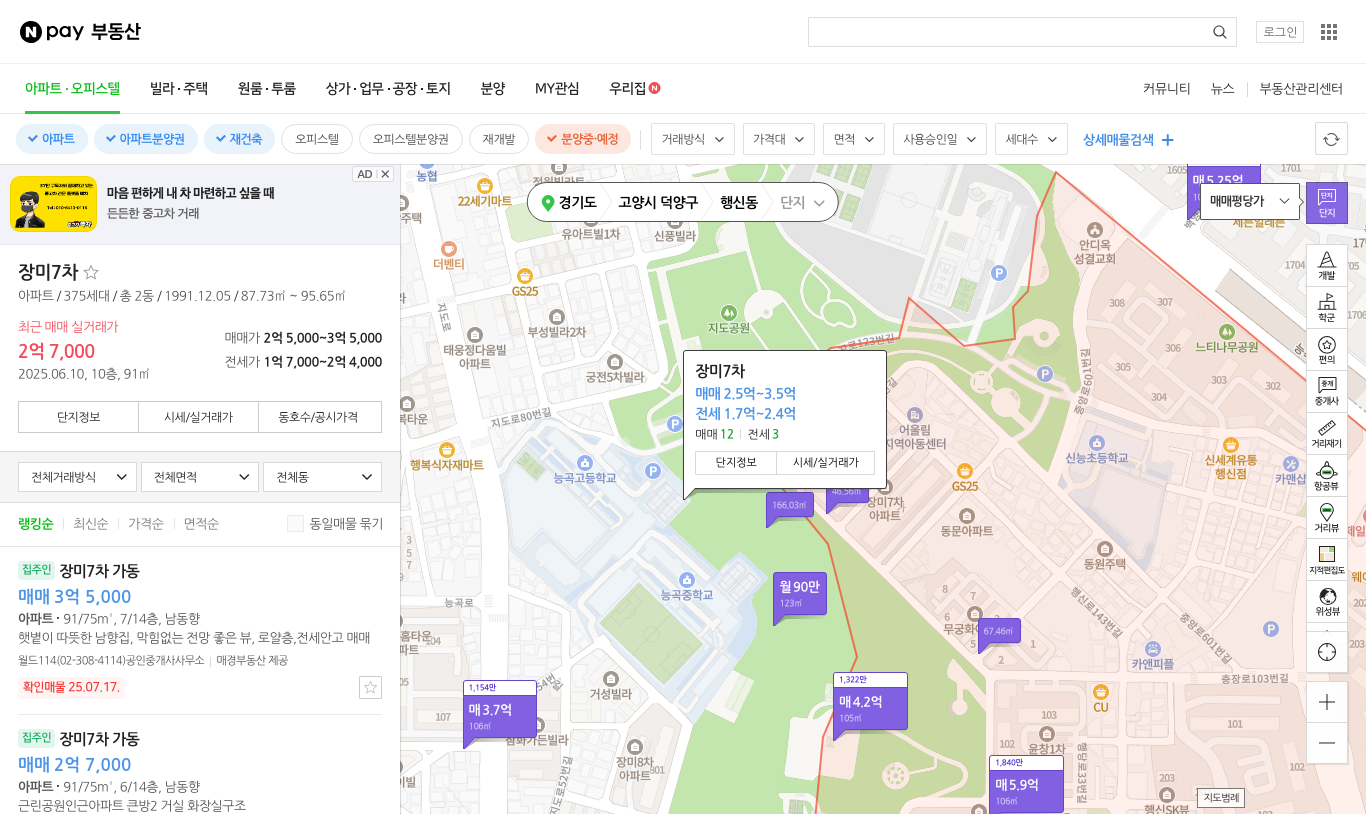 N pay 부동산
로그인
아파트·오피스텔
빌라·주택
원룸·투룸
상가·업무·공장·토지
분양
MY관심
우리집 N
커뮤니티
뉴스
부동산관리센터
아파트
아파트분양권
재건축
오피스텔
오피스텔분양권
재개발
분양중·예정
거래방식
가격대
면적
사용승인일
세대수
상세매물검색
마음 편하게 내 차 마련하고 싶을 때
든든한 중고차 거래
AD
장미7차
아파트 / 375세대 / 총 2동 / 1991.12.05 / 87.73㎡ ~ 95.65㎡
최근 매매 실거래가
2억 7,000
2025.06.10, 10층, 91㎡
매매가 2억 5,000~3억 5,000
전세가 1억 7,000~2억 4,000
단지정보
시세/실거래가
동호수/공시가격
전체거래방식
전체면적
전체동
랭킹순
최신순
가격순
면적순
동일매물 묶기
집주인 장미7차 가동
매매 3억 5,000
아파트 · 91/75m², 7/14층, 남동향
햇볕이 따뜻한 남향집, 막힘없는 전망 좋은 뷰, 로얄층,전세안고 매매
월드114(02-308-4114)공인중개사사무소
매경부동산 제공
확인매물 25.07.17.
집주인 장미7차 가동
매매 2억 7,000
아파트 · 91/75m², 6/14층, 남동향
근린공원인근아파트 큰방2 거실 화장실구조
경기도
고양시 덕양구
행신동
단지
농협
22세기마트
유아트빌1차
신풍빌라
더벤티
GS25
지도로
부성빌라2차
태웅정다움빌
아파트
궁전5차빌라
지도공원
안디옥
성결교회
느티나무공원
지도로80번길
행복식자재마트
능곡고등학교
장미7차
매매 2.5억~3.5억
전세 1.7억~2.4억
매매 12
전세 3
단지정보
시세/실거래가
어울림
지역아동센터
GS25
신능초등학교
신세계유통
행신점
카맨샵
166.03㎡
46.56㎡
장미7차
아파트
동문아파트
동원주택
능곡중학교
월90만
123㎡
67.46㎡
능곡로
행신로143번길
중앙로601번길
카앤피플
충장로103번길
거성빌라
1,154만
매3.7억
106㎡
1,322만
매4.2억
105㎡
1,840만
매5.9억
106㎡
장미8차
아파트
501
지도로52번길
CU
윤창1차
행신SK뷰
308
307
306
305
304
303
302
301
107
103
102
101
105
1605
1701
1704
매5.25억
매매평당가
단지
단지
개발
학군
편의
중개
중개사
거리재기
항공뷰
거리뷰
지적편집도
위성뷰
지도범례